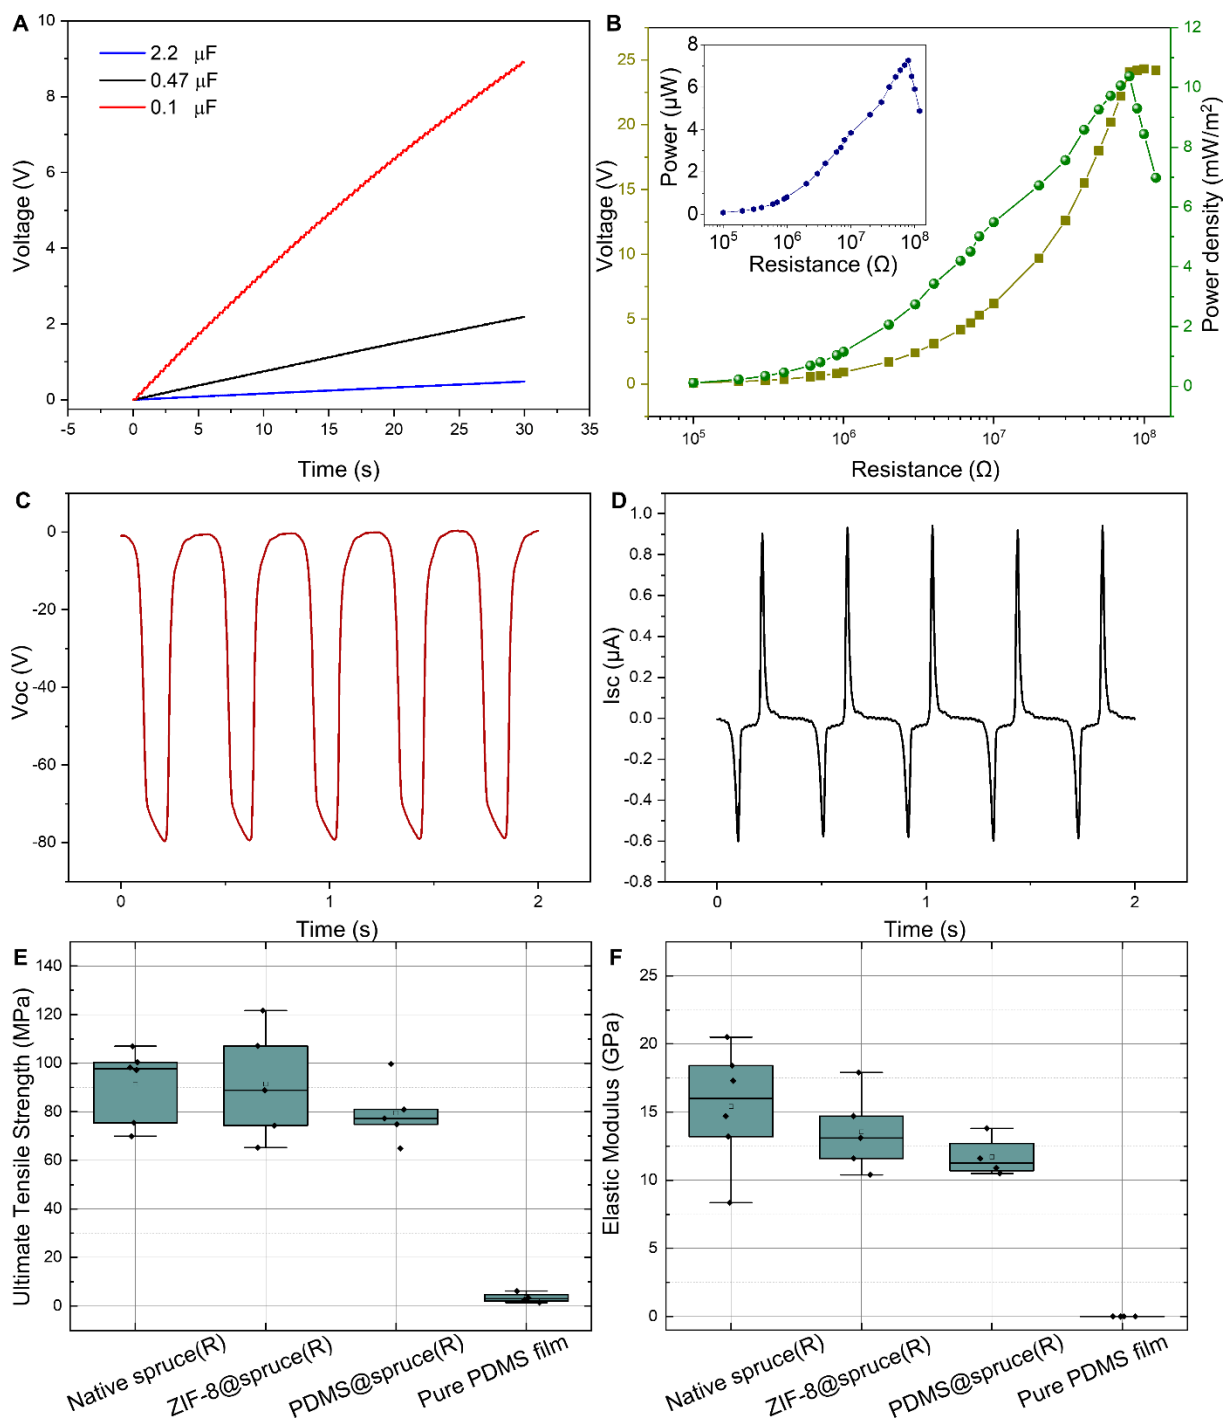 A
10
8
6
4
2
0
Voltage (V)
2.2 μF
0.47 μF
0.1 μF
-5 0 5 10 15 20 25 30 35
Time (s)
B
25
20
15
10
5
0
Voltage (V)
8
6
4
2
0
Power (μW)
10⁵ 10⁶ 10⁷ 10⁸
Resistance (Ω)
12
10
8
6
4
2
0
Power density (mW/m²)
10⁵ 10⁶ 10⁷ 10⁸
Resistance (Ω)
C
0
-20
-40
-60
-80
Voc (V)
0 1 2
Time (s)
D
1.0
0.8
0.6
0.4
0.2
0.0
-0.2
-0.4
-0.6
-0.8
Isc (μA)
0 1 2
Time (s)
E
140
120
100
80
60
40
20
0
Ultimate Tensile Strength (MPa)
Native spruce(R)
ZIF-8@spruce(R)
PDMS@spruce(R)
Pure PDMS film
F
25
20
15
10
5
0
Elastic Modulus (GPa)
Native spruce(R)
ZIF-8@spruce(R)
PDMS@spruce(R)
Pure PDMS film